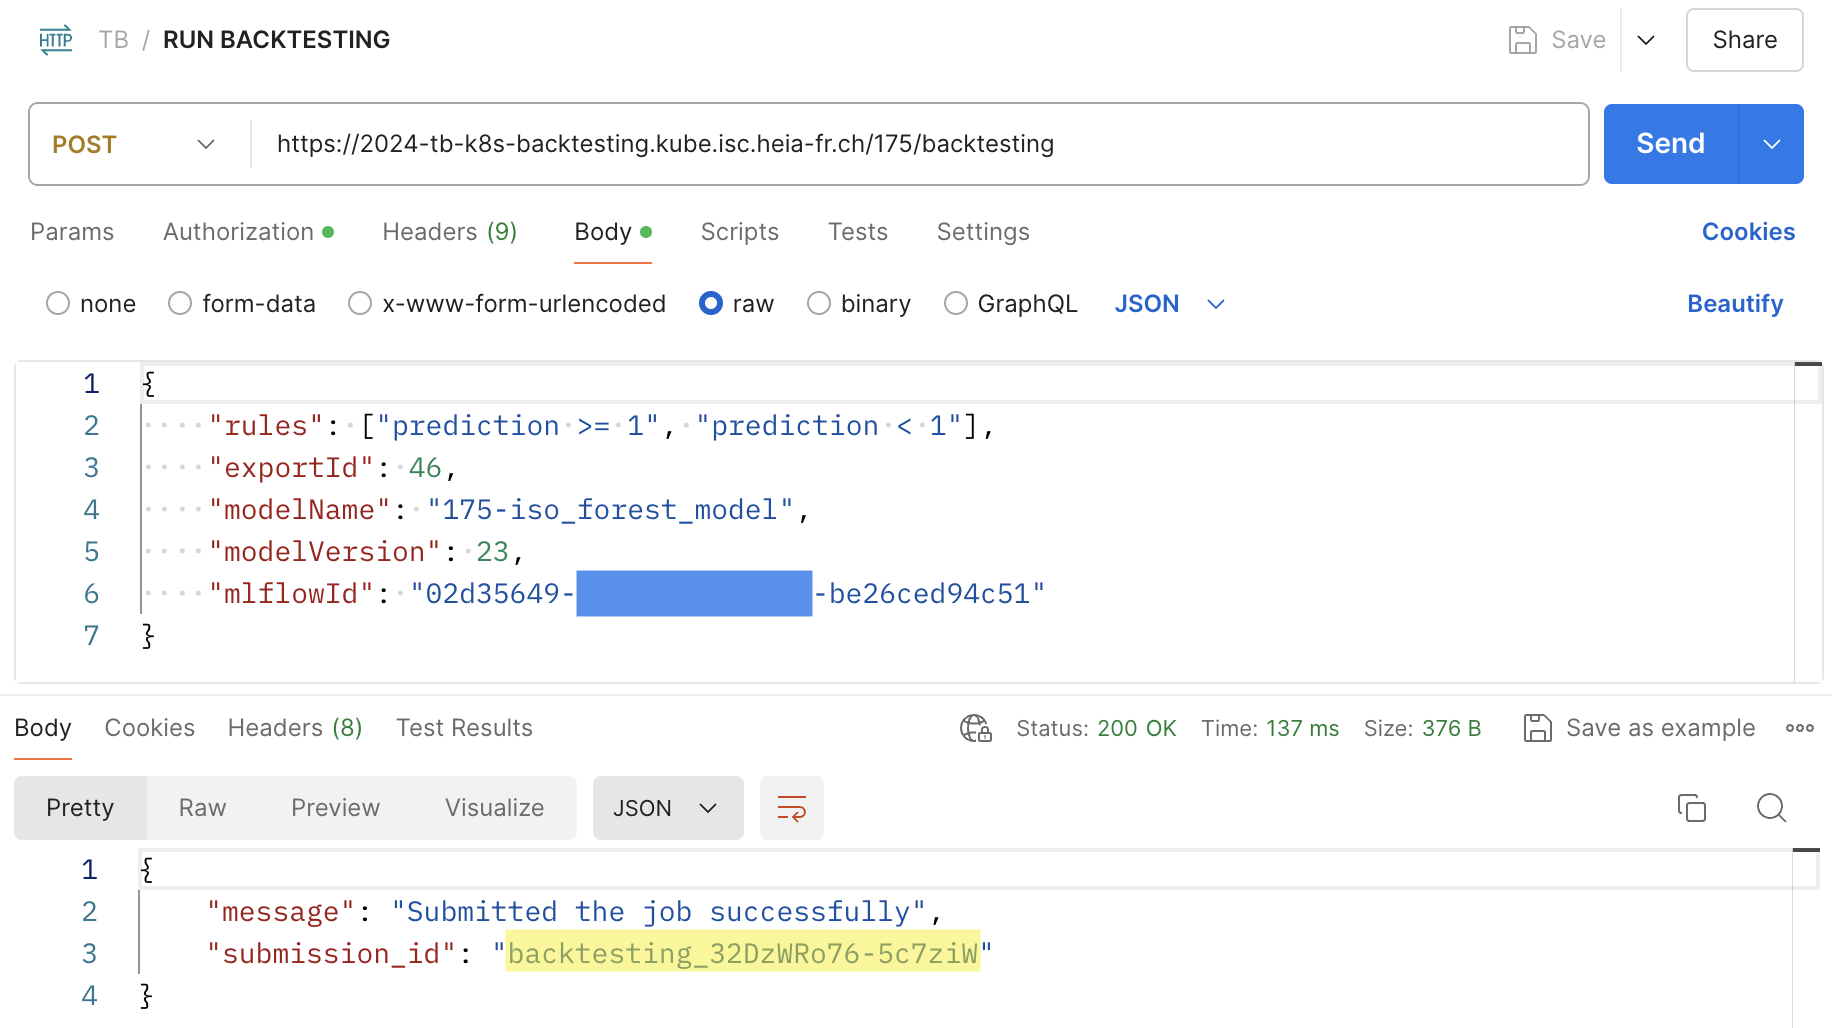 HTTP TB / RUN BACKTESTING Save Share
POST https://2024-tb-k8s-backtesting.kube.isc.heia-fr.ch/175/backtesting Send
Params Authorization Headers (9) Body Scripts Tests Settings Cookies
none form-data x-www-form-urlencoded raw binary GraphQL JSON Beautify
1 {
2 "rules": ["prediction >= 1", "prediction < 1"],
3 "exportId": 46,
4 "modelName": "175-iso_forest_model",
5 "modelVersion": 23,
6 "mlflowId": "02d35649- -be26ced94c51"
7 }
Body Cookies Headers (8) Test Results Status: 200 OK Time: 137 ms Size: 376 B Save as example
Pretty Raw Preview Visualize JSON
1 {
2 "message": "Submitted the job successfully",
3 "submission_id": "backtesting_32DzWRo76-5c7ziW"
4 }